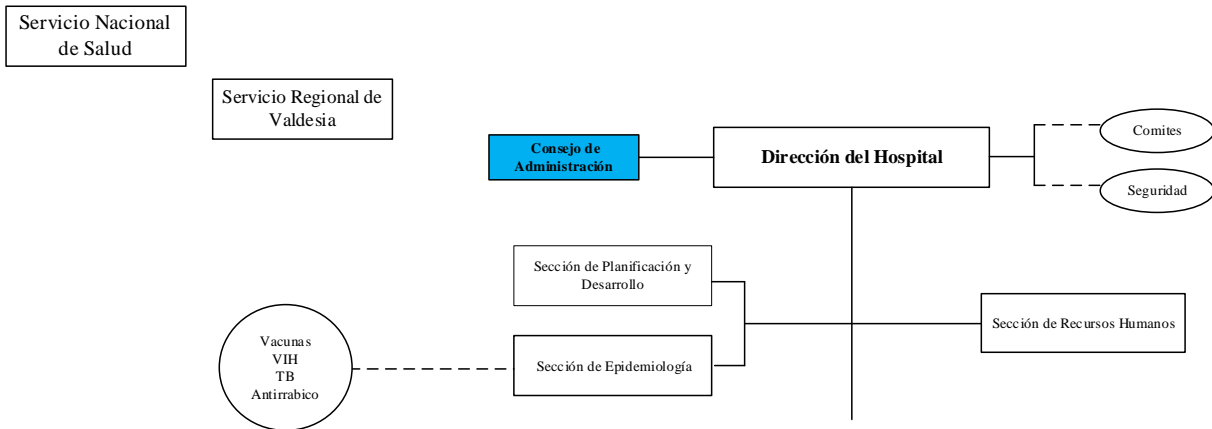 Servicio Nacional
de Salud
Servicio Regional de
Valdesia
Consejo de
Administración
Dirección del Hospital
Comites
Seguridad
Sección de Planificación y
Desarrollo
Sección de Recursos Humanos
Vacunas
VIH
TB
Antirrabico
Sección de Epidemiología